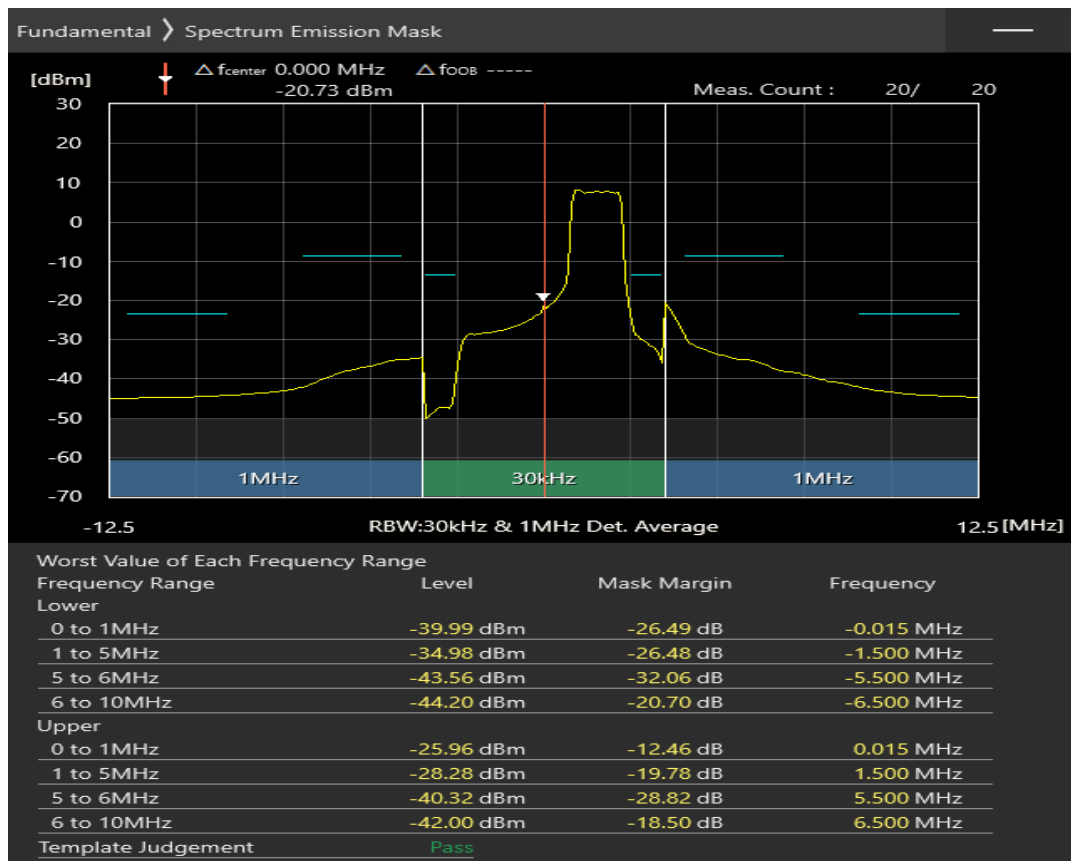 Fundamental ❯ Spectrum Emission Mask
[dBm] △ fcenter 0.000 MHz △ fOOB -----
-20.73 dBm Meas. Count : 20/ 20
30
20
10
0
-10
-20
-30
-40
-50
-60
-70
1MHz 30kHz 1MHz
-12.5 RBW:30kHz & 1MHz Det. Average 12.5 [MHz]
Worst Value of Each Frequency Range
Frequency Range Level Mask Margin Frequency
Lower
0 to 1MHz -39.99 dBm -26.49 dB -0.015 MHz
1 to 5MHz -34.98 dBm -26.48 dB -1.500 MHz
5 to 6MHz -43.56 dBm -32.06 dB -5.500 MHz
6 to 10MHz -44.20 dBm -20.70 dB -6.500 MHz
Upper
0 to 1MHz -25.96 dBm -12.46 dB 0.015 MHz
1 to 5MHz -28.28 dBm -19.78 dB 1.500 MHz
5 to 6MHz -40.32 dBm -28.82 dB 5.500 MHz
6 to 10MHz -42.00 dBm -18.50 dB 6.500 MHz
Template Judgement Pass